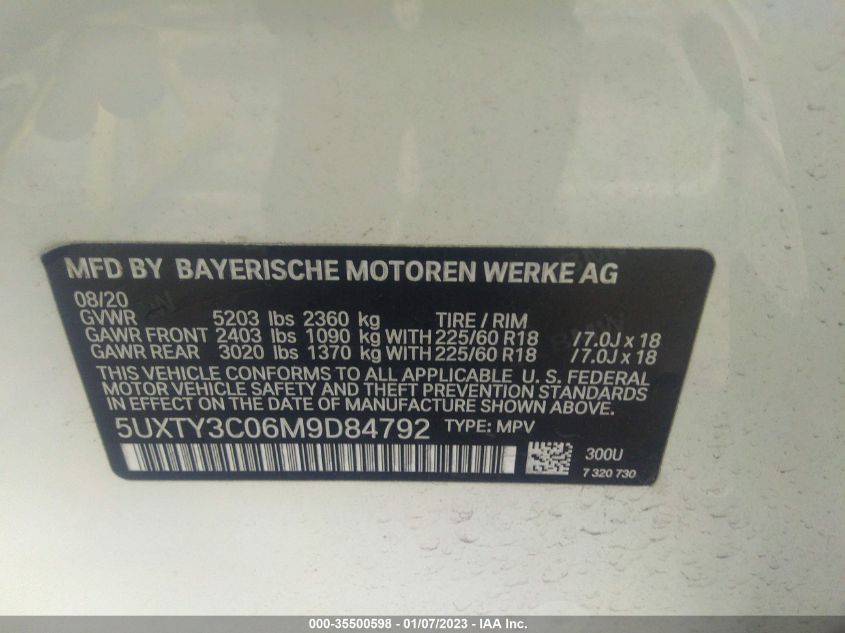 MFD BY BAYERISCHE MOTOREN WERKE AG
08/20
GVWR 5203 lbs 2360 kg TIRE / RIM
GAWR FRONT 2403 lbs 1090 kg WITH 225/60 R18 /7.0J x 18
GAWR REAR 3020 lbs 1370 kg WITH 225/60 R18 /7.0J x 18
THIS VEHICLE CONFORMS TO ALL APPLICABLE U. S. FEDERAL
MOTOR VEHICLE SAFETY AND THEFT PREVENTION STANDARDS
IN EFFECT ON THE DATE OF MANUFACTURE SHOWN ABOVE.
5UXTY3C06M9D84792 TYPE: MPV
300U
7 320 730
000-35500598 - 01/07/2023 - IAA Inc.